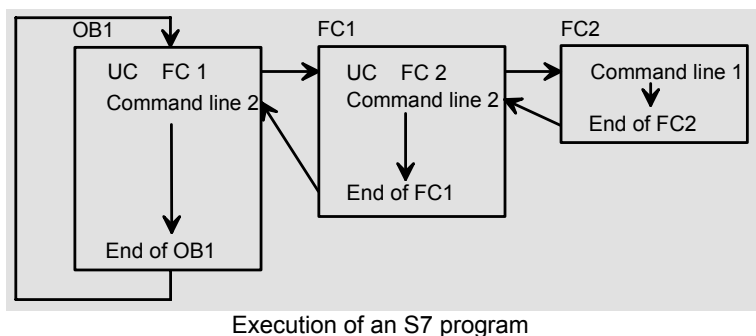 OB1
UC FC 1
Command line 2
End of OB1
FC1
UC FC 2
Command line 2
End of FC1
FC2
Command line 1
End of FC2
Execution of an S7 program